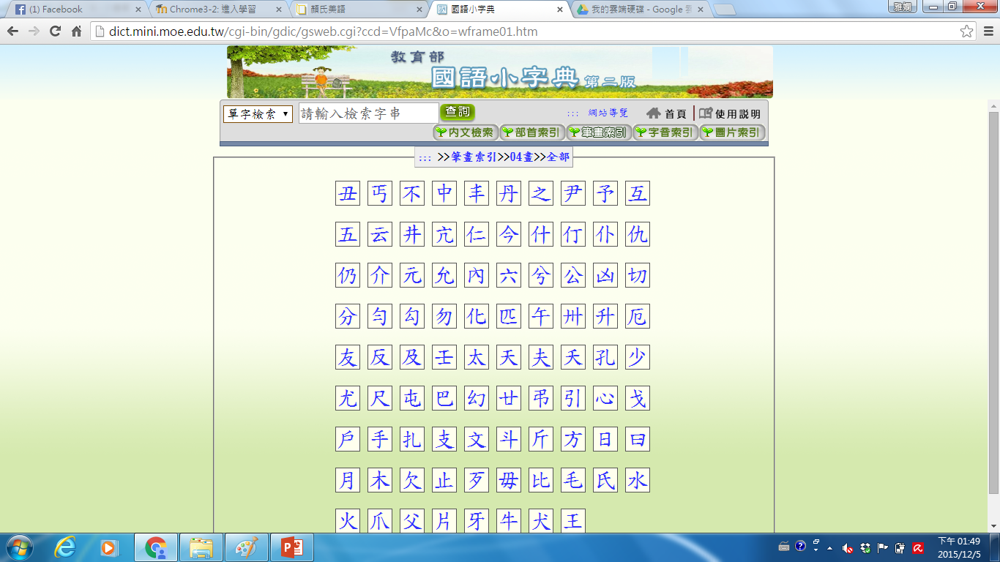 (1) Facebook
Chrome3-2: 進入學習
顏氏美語
國語小字典
我的雲端硬碟 - Google 雲
雅嫻
dict.mini.moe.edu.tw/cgi-bin/gdic/gsweb.cgi?ccd=VfpaMc&o=wframe01.htm
教育部
國語小字典 第二版
單字檢索 請輸入檢索字串 查詢
::: 網站導覽 首頁 使用説明
內文檢索 部首索引 筆畫索引 字音索引 圖片索引
::: >>筆畫索引>>04畫>>全部
丑 丐 不 中 丰 丹 之 尹 予 互
五 云 井 亢 仁 今 什 仃 仆 仇
仍 介 元 允 內 六 兮 公 凶 切
分 勻 勾 勿 化 匹 午 卅 升 厄
友 反 及 壬 太 天 夫 夭 孔 少
尤 尺 屯 巴 幻 廿 弔 引 心 戈
戶 手 扎 支 文 斗 斤 方 日 曰
月 木 欠 止 歹 毋 比 毛 氏 水
火 爪 父 片 牙 牛 犬 王
下午 01:49
2015/12/5